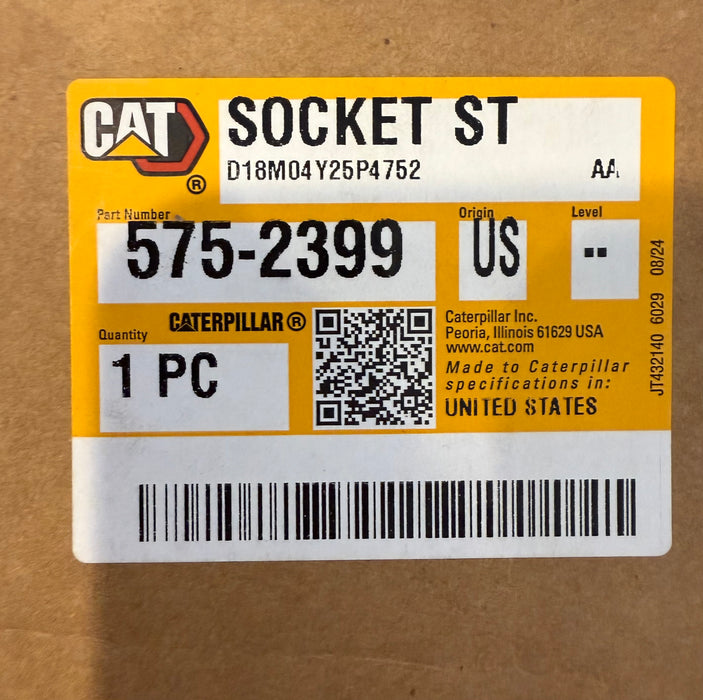 CAT
®
SOCKET ST
D18M04Y25P4752 AA
Part Number
575-2399
Origin
US
Level
--
Quantity
1 PC
CATERPILLAR®
Caterpillar Inc.
Peoria, Illinois 61629 USA
www.cat.com
Made to Caterpillar
specifications in:
UNITED STATES
JT432140 6029 08/24